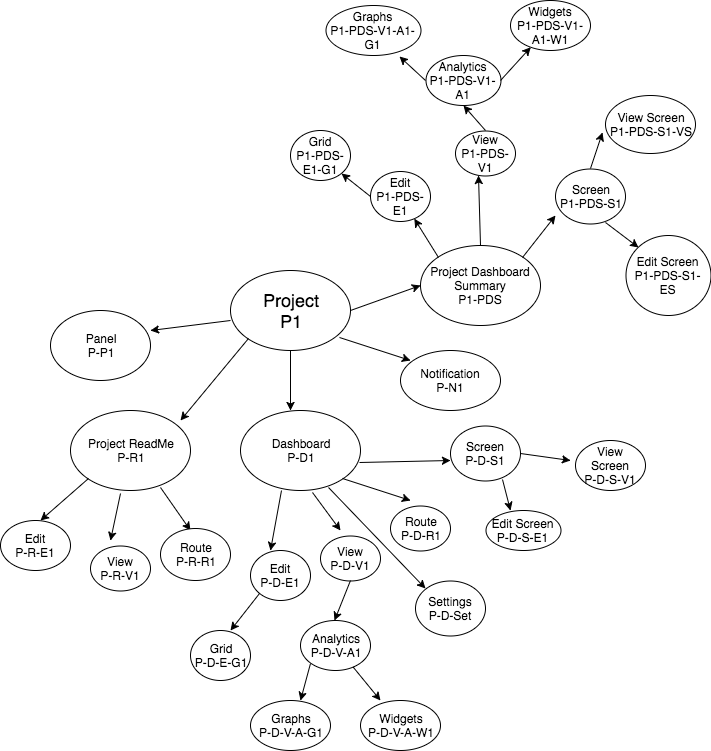 Graphs
P1-PDS-V1-A1-
G1
Widgets
P1-PDS-V1-
A1-W1
Analytics
P1-PDS-V1-
A1
View Screen
P1-PDS-S1-VS
Grid
P1-PDS-
E1-G1
View
P1-PDS-
V1
Edit
P1-PDS-
E1
Screen
P1-PDS-S1
Edit Screen
P1-PDS-S1-
ES
Project Dashboard
Summary
P1-PDS
Project
P1
Panel
P-P1
Notification
P-N1
Project ReadMe
P-R1
Dashboard
P-D1
Screen
P-D-S1
View
Screen
P-D-S-V1
Edit Screen
P-D-S-E1
Route
P-D-R1
Edit
P-R-E1
View
P-R-V1
Route
P-R-R1
Edit
P-D-E1
View
P-D-V1
Settings
P-D-Set
Grid
P-D-E-G1
Analytics
P-D-V-A1
Graphs
P-D-V-A-G1
Widgets
P-D-V-A-W1